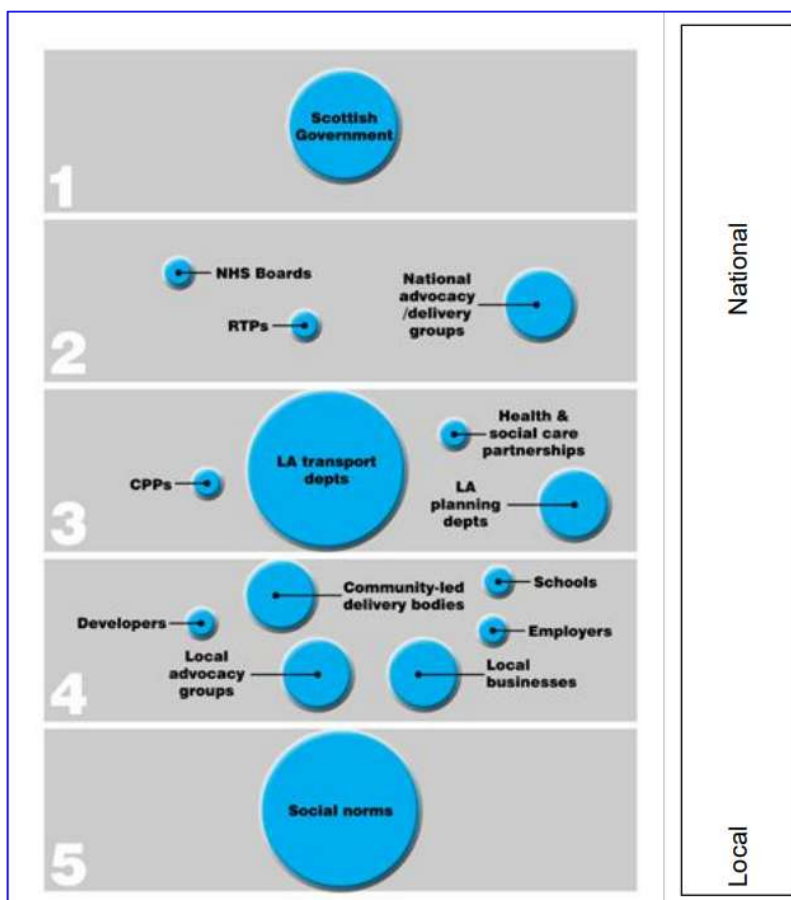 Scottish
Government
1
NHS Boards
RTPs
National
advocacy
/delivery
groups
2
LA transport
depts
Health &
social care
partnerships
CPPs
LA
planning
depts
3
Community-led
delivery bodies
Schools
Developers
Employers
Local
advocacy
groups
Local
businesses
4
Social norms
5
National
Local